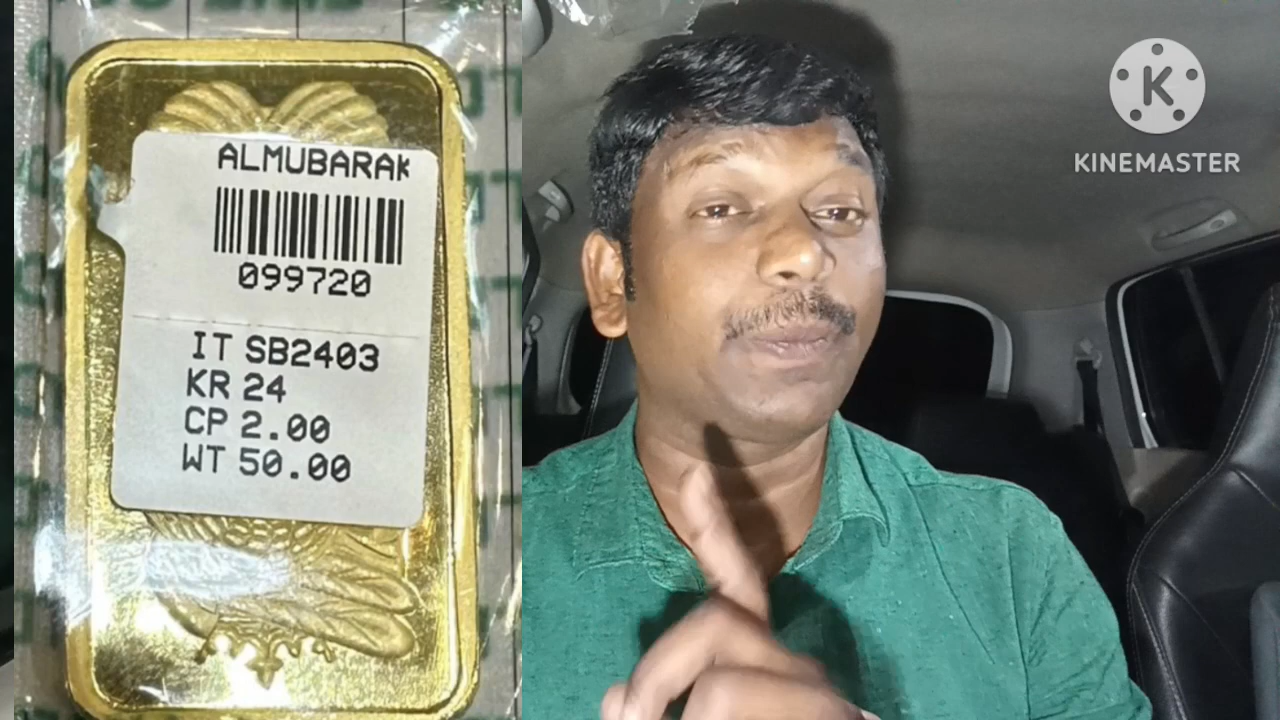 ALMUBARAK
099720
IT SB2403
KR 24
CP 2.00
WT 50.00
K
KINEMASTER